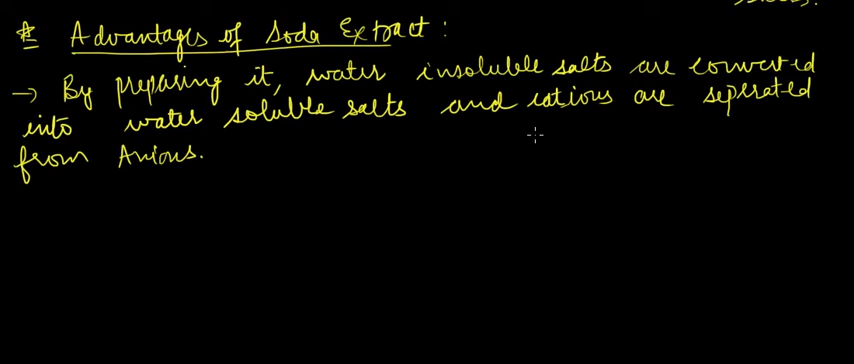 * Advantages of Soda Extract :
→ By preparing it, water insoluble salts are converted
into water soluble salts and cations are seperated
from Anions.